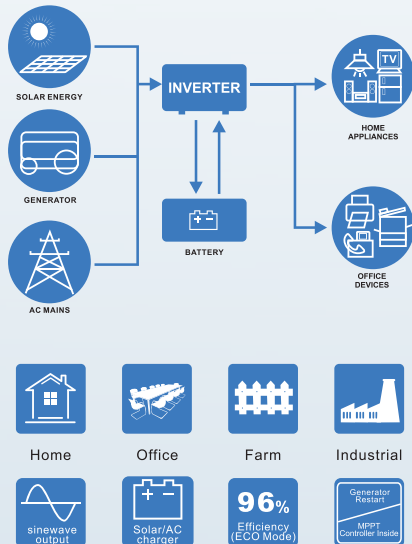 SOLAR ENERGY
GENERATOR
AC MAINS
INVERTER
+ -
BATTERY
TV
HOME
APPLIANCES
OFFICE
DEVICES
Home
Office
Farm
Industrial
sinewave
output
+ -
Solar/AC
charger
96%
Efficiency
(ECO Mode)
Generator
Restart
MPPT
Controller Inside